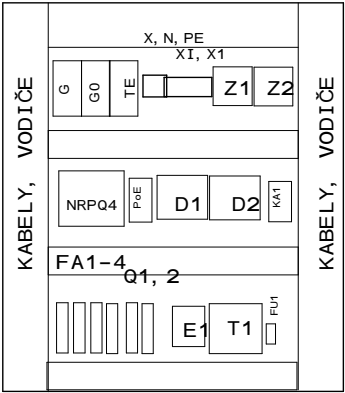 X, N, PE
XI, X1
G
G0
TE
Z1
Z2
KABELY, VODIČE
KABELY, VODIČE
NRPQ4
PoE
D1
D2
KA1
FA1-4
Q1, 2
E1
T1
FU1